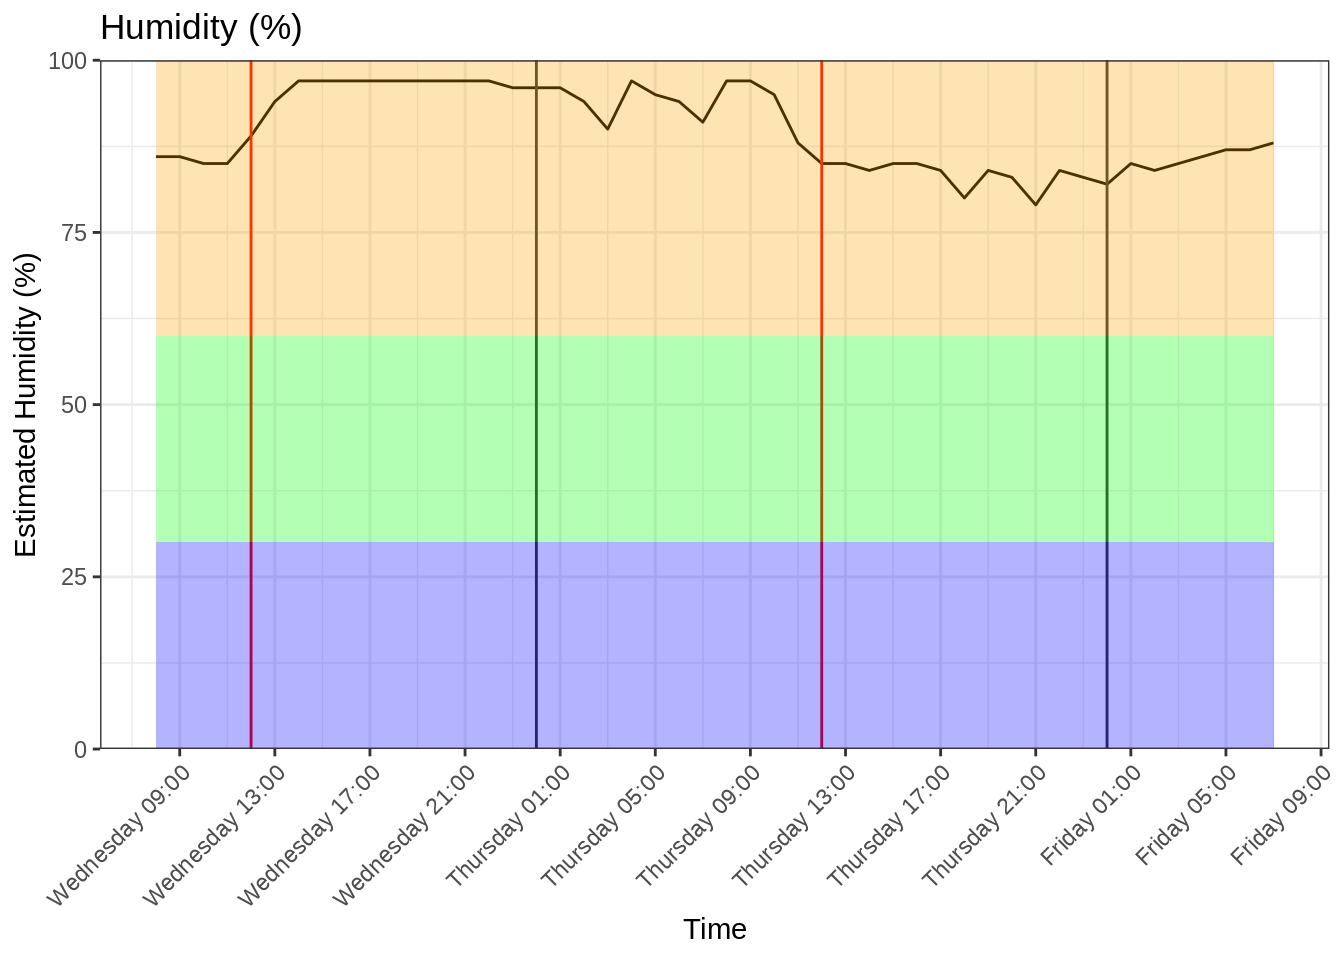 Humidity (%)
Estimated Humidity (%)
100
75
50
25
0
Wednesday 09:00
Wednesday 13:00
Wednesday 17:00
Wednesday 21:00
Thursday 01:00
Thursday 05:00
Thursday 09:00
Thursday 13:00
Thursday 17:00
Thursday 21:00
Friday 01:00
Friday 05:00
Friday 09:00
Time